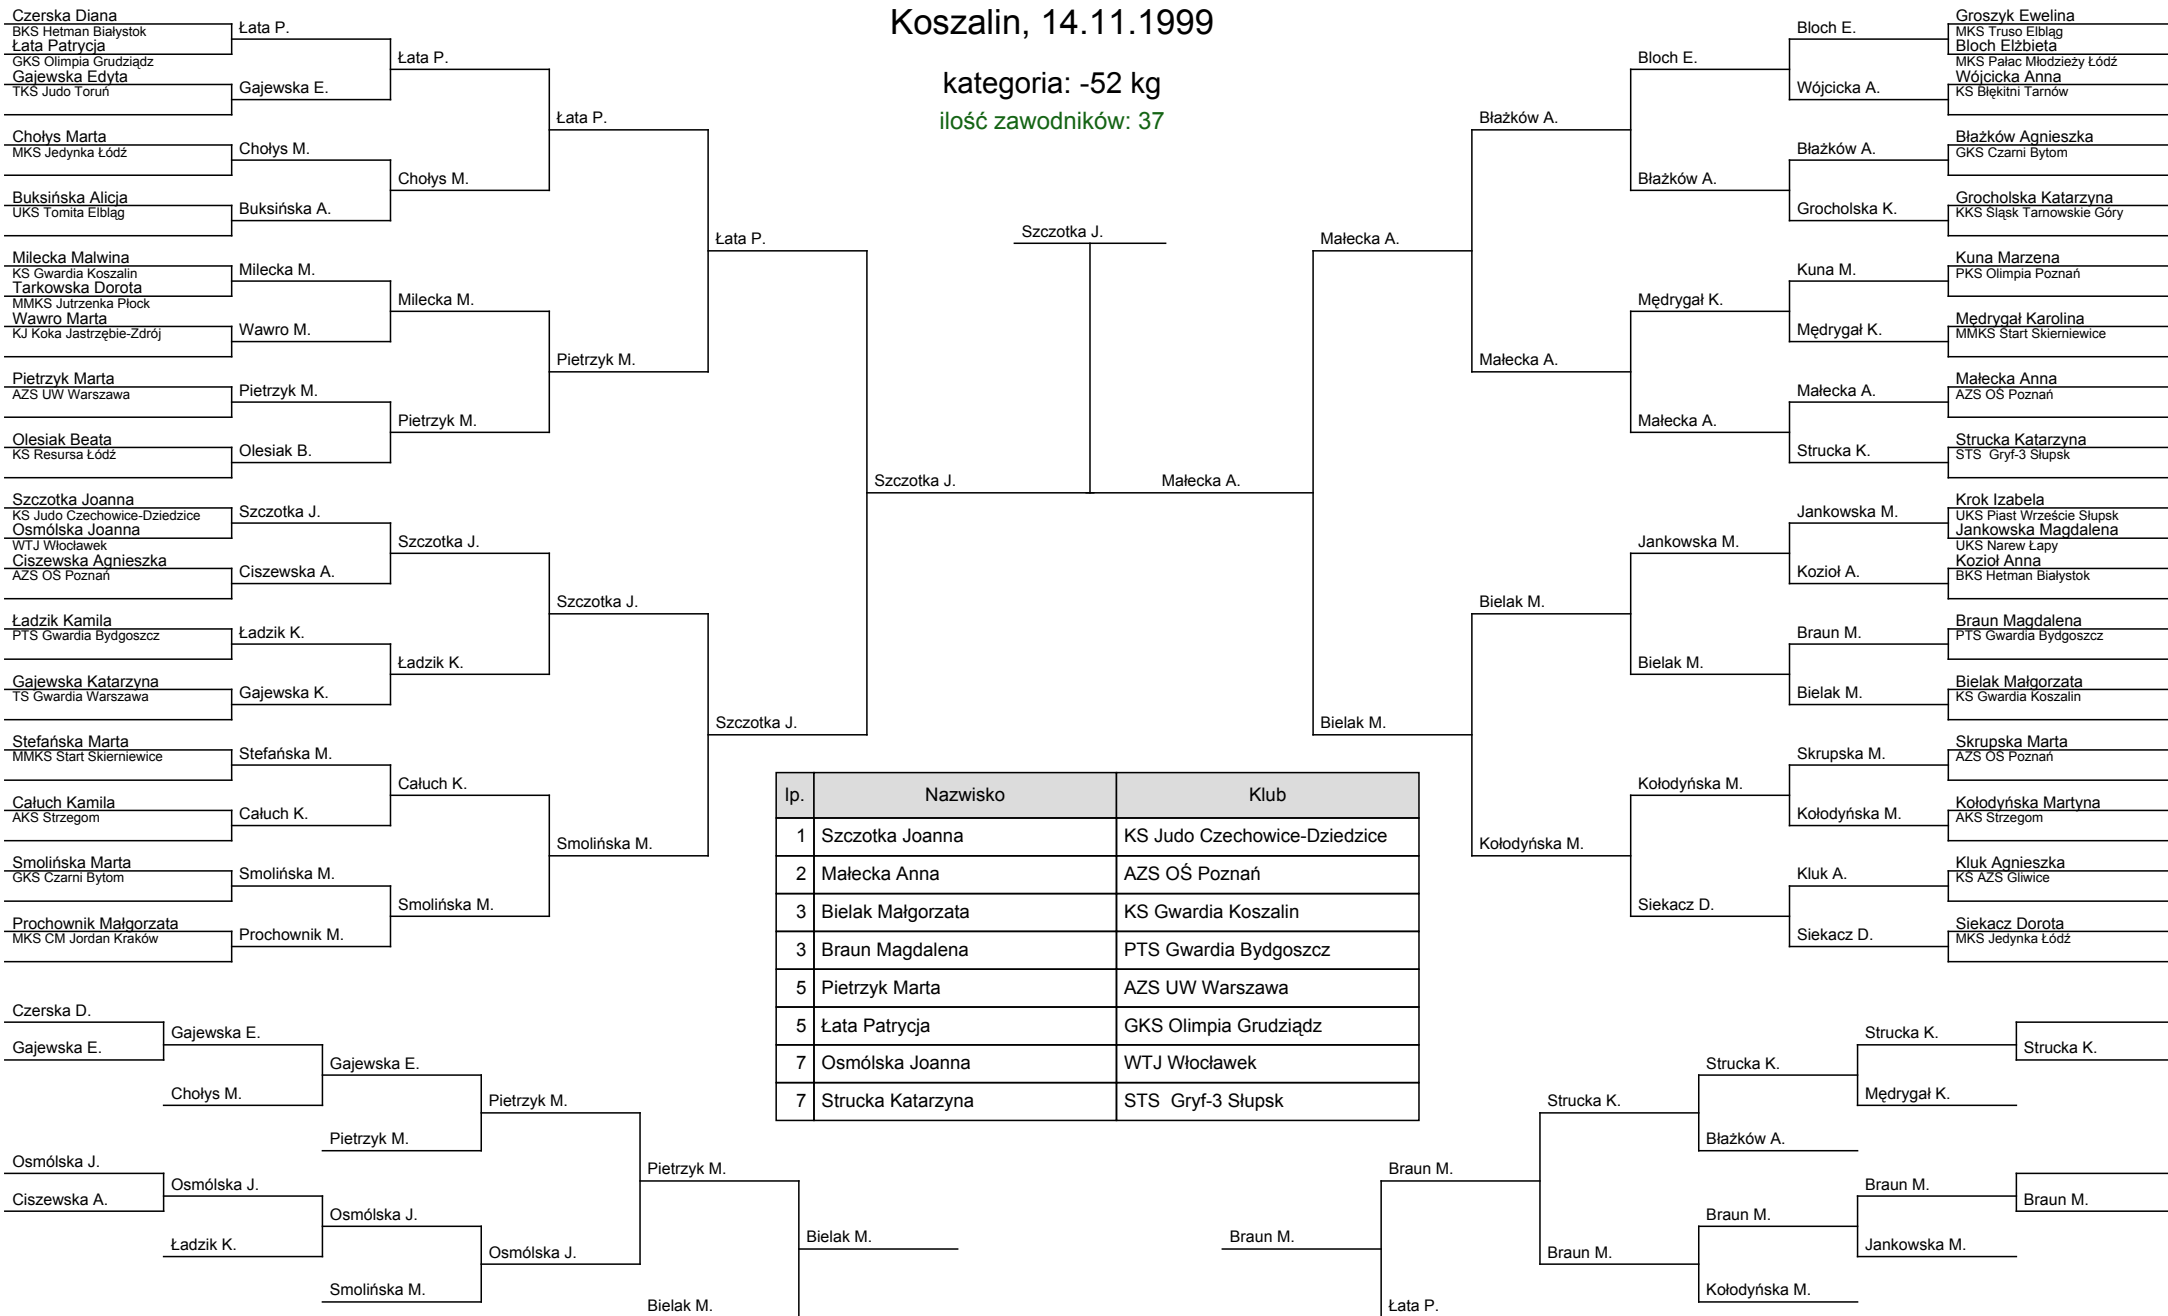 Koszalin, 14.11.1999
kategoria: -52 kg
ilość zawodników: 37
Czerska Diana
BKS Hetman Białystok
Łata Patrycja
GKS Olimpia Grudziądz
Gajewska Edyta
TKS Judo Toruń
Chołys Marta
MKS Jedynka Łódź
Buksińska Alicja
UKS Tomita Elbląg
Milecka Malwina
KS Gwardia Koszalin
Tarkowska Dorota
MMKS Jutrzenka Płock
Wawro Marta
KJ Koka Jastrzębie-Zdrój
Pietrzyk Marta
AZS UW Warszawa
Olesiak Beata
KS Resursa Łódź
Szczotka Joanna
KS Judo Czechowice-Dziedzice
Osmólska Joanna
WTJ Włocławek
Ciszewska Agnieszka
AZS OŚ Poznań
Ładzik Kamila
PTS Gwardia Bydgoszcz
Gajewska Katarzyna
TS Gwardia Warszawa
Stefańska Marta
MMKS Start Skierniewice
Całuch Kamila
AKS Strzegom
Smolińska Marta
GKS Czarni Bytom
Prochownik Małgorzata
MKS CM Jordan Kraków
Łata P.
Gajewska E.
Chołys M.
Buksińska A.
Milecka M.
Wawro M.
Pietrzyk M.
Olesiak B.
Szczotka J.
Ciszewska A.
Ładzik K.
Gajewska K.
Stefańska M.
Całuch K.
Smolińska M.
Prochownik M.
Łata P.
Chołys M.
Milecka M.
Pietrzyk M.
Szczotka J.
Ładzik K.
Całuch K.
Smolińska M.
Łata P.
Pietrzyk M.
Szczotka J.
Smolińska M.
Łata P.
Szczotka J.
Szczotka J.
Szczotka J.
Małecka A.
Małecka A.
Bielak M.
Błażków A.
Małecka A.
Bielak M.
Kołodyńska M.
Bloch E.
Błażków A.
Mędrygał K.
Małecka A.
Jankowska M.
Bielak M.
Kołodyńska M.
Siekacz D.
Bloch E.
Wójcicka A.
Błażków A.
Grocholska K.
Kuna M.
Mędrygał K.
Małecka A.
Strucka K.
Jankowska M.
Kozioł A.
Braun M.
Bielak M.
Skrupska M.
Kołodyńska M.
Kluk A.
Siekacz D.
Groszyk Ewelina
MKS Truso Elbląg
Bloch Elżbieta
MKS Pałac Młodzieży Łódź
Wójcicka Anna
KS Błękitni Tarnów
Błażków Agnieszka
GKS Czarni Bytom
Grocholska Katarzyna
KKS Śląsk Tarnowskie Góry
Kuna Marzena
PKS Olimpia Poznań
Mędrygał Karolina
MMKS Start Skierniewice
Małecka Anna
AZS OŚ Poznań
Strucka Katarzyna
STS Gryf-3 Słupsk
Krok Izabela
UKS Piast Wrzeście Słupsk
Jankowska Magdalena
UKS Narew Łapy
Kozioł Anna
BKS Hetman Białystok
Braun Magdalena
PTS Gwardia Bydgoszcz
Bielak Małgorzata
KS Gwardia Koszalin
Skrupska Marta
AZS OŚ Poznań
Kołodyńska Martyna
AKS Strzegom
Kluk Agnieszka
KS AZS Gliwice
Siekacz Dorota
MKS Jedynka Łódź
lp. Nazwisko Klub
1 Szczotka Joanna KS Judo Czechowice-Dziedzice
2 Małecka Anna AZS OŚ Poznań
3 Bielak Małgorzata KS Gwardia Koszalin
3 Braun Magdalena PTS Gwardia Bydgoszcz
5 Pietrzyk Marta AZS UW Warszawa
5 Łata Patrycja GKS Olimpia Grudziądz
7 Osmólska Joanna WTJ Włocławek
7 Strucka Katarzyna STS Gryf-3 Słupsk
Czerska D.
Gajewska E.
Osmólska J.
Ciszewska A.
Gajewska E.
Chołys M.
Osmólska J.
Ładzik K.
Gajewska E.
Pietrzyk M.
Osmólska J.
Smolińska M.
Pietrzyk M.
Osmólska J.
Pietrzyk M.
Bielak M.
Bielak M.
Braun M.
Braun M.
Łata P.
Strucka K.
Braun M.
Strucka K.
Błażków A.
Braun M.
Kołodyńska M.
Strucka K.
Mędrygał K.
Braun M.
Jankowska M.
Strucka K.
Braun M.